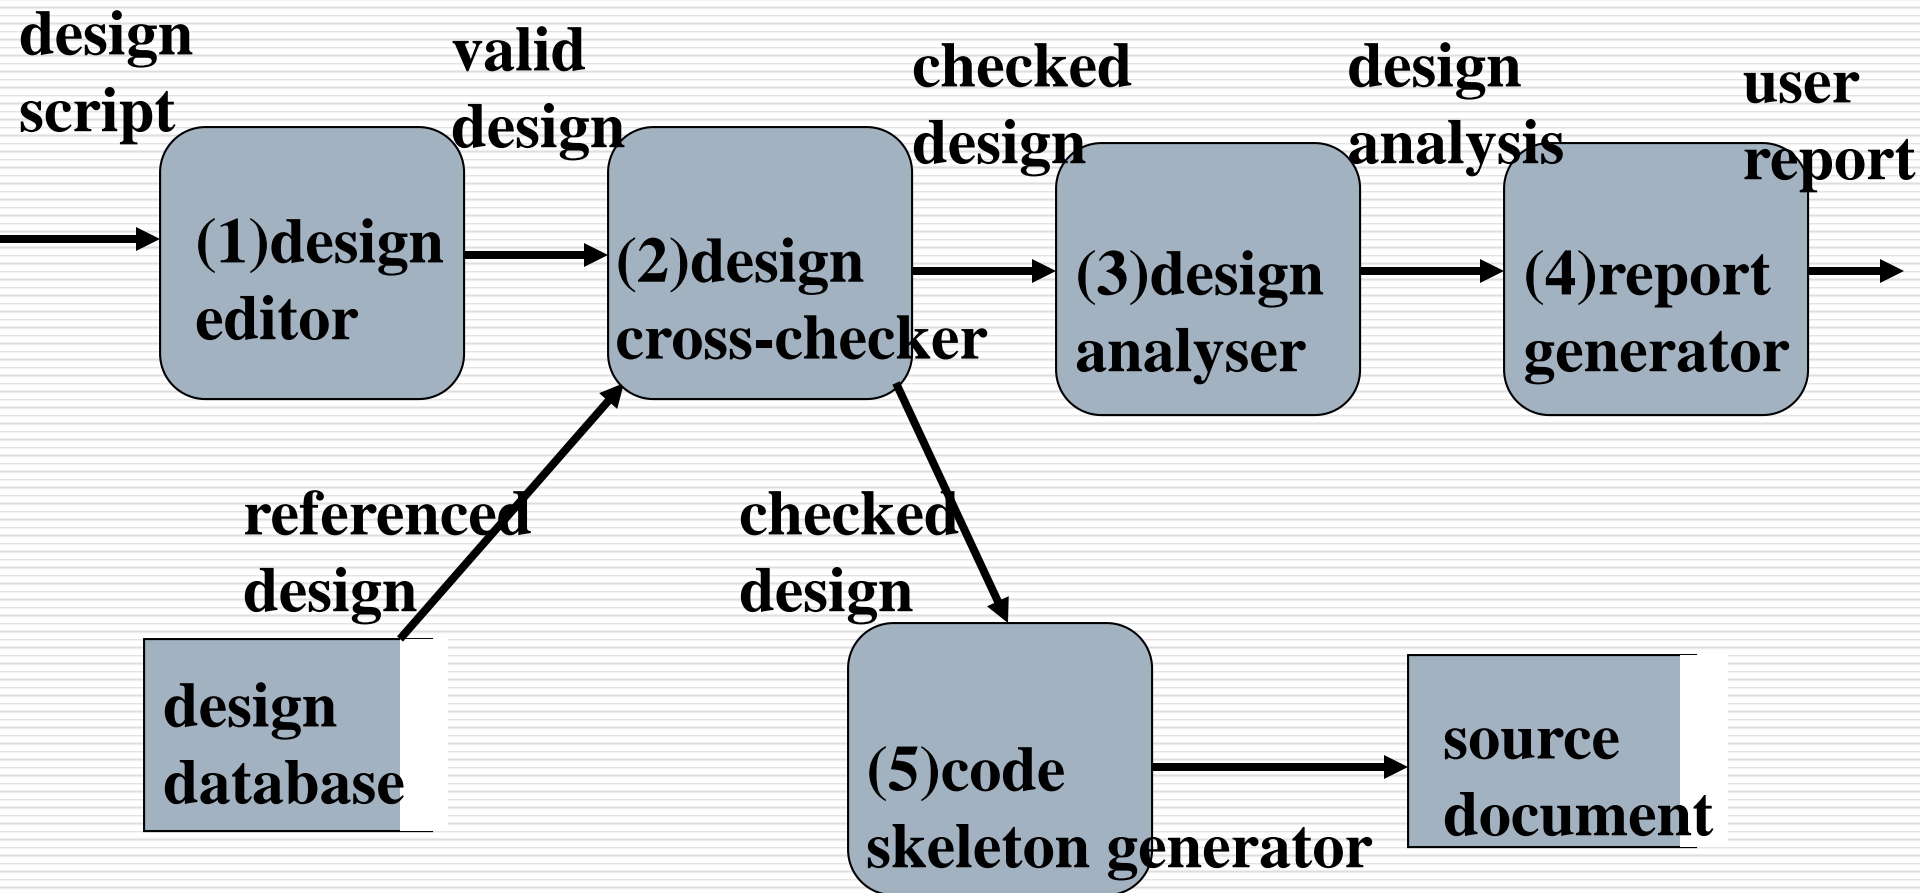 design
script
valid
design
checked
design
design
analysis
user
report
(1)design
editor
(2)design
cross-checker
(3)design
analyser
(4)report
generator
referenced
design
checked
design
design
database
(5)code
skeleton generator
source
document